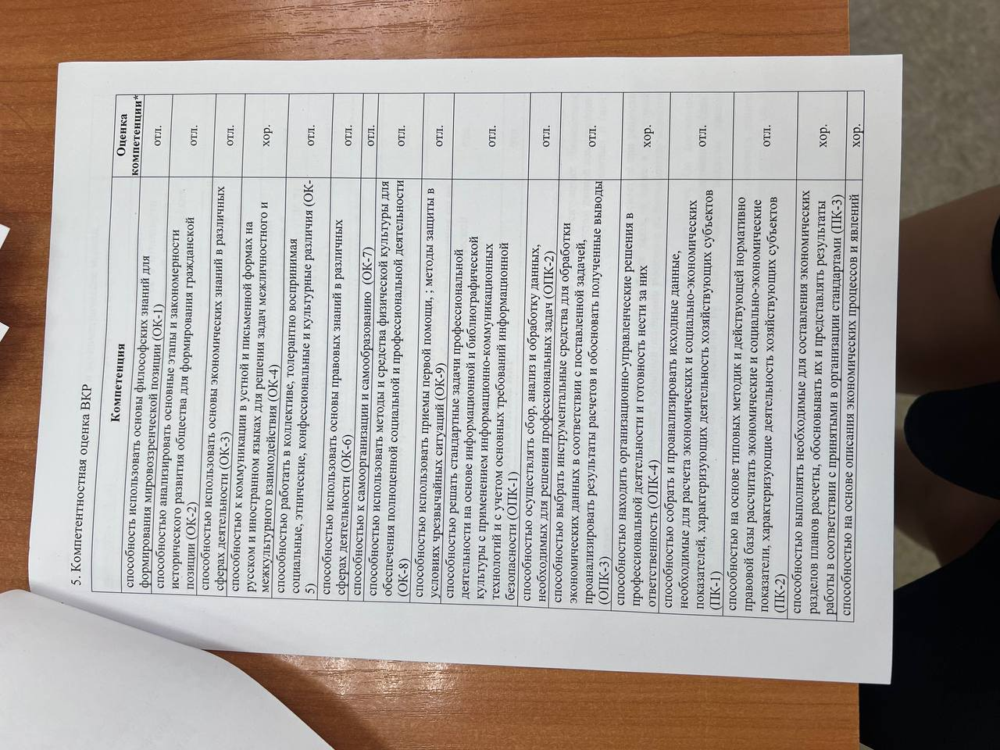 5. Компетентностная оценка ВКР
Компетенция
Оценка
компетенции*
способность использовать основы философских знаний для
формирования мировоззренческой позиции (ОК-1)
отл.
способностью анализировать основные этапы и закономерности
исторического развития общества для формирования гражданской
позиции (ОК-2)
отл.
способностью использовать основы экономических знаний в различных
сферах деятельности (ОК-3)
отл.
способностью к коммуникации в устной и письменной формах на
русском и иностранном языках для решения задач межличностного и
межкультурного взаимодействия (ОК-4)
хор.
способностью работать в коллективе, толерантно воспринимая
социальные, этнические, конфессиональные и культурные различия (ОК-
5)
отл.
способностью использовать основы правовых знаний в различных
сферах деятельности (ОК-6)
отл.
способностью к самоорганизации и самообразованию (ОК-7)
отл.
способностью использовать методы и средства физической культуры для
обеспечения полноценной социальной и профессиональной деятельности
(ОК-8)
отл.
способностью использовать приемы первой помощи, ; методы защиты в
условиях чрезвычайных ситуаций (ОК-9)
отл.
способностью решать стандартные задачи профессиональной
деятельности на основе информационной и библиографической
культуры с применением информационно-коммуникационных
технологий и с учетом основных требований информационной
безопасности (ОПК-1)
отл.
способностью осуществлять сбор, анализ и обработку данных,
необходимых для решения профессиональных задач (ОПК-2)
отл.
способностью выбрать инструментальные средства для обработки
экономических данных в соответствии с поставленной задачей,
проанализировать результаты расчетов и обосновать полученные выводы
(ОПК-3)
отл.
способностью находить организационно-управленческие решения в
профессиональной деятельности и готовность нести за них
ответственность (ОПК-4)
хор.
способностью собрать и проанализировать исходные данные,
необходимые для расчета экономических и социально-экономических
показателей, характеризующих деятельность хозяйствующих субъектов
(ПК-1)
отл.
способностью на основе типовых методик и действующей нормативно
правовой базы рассчитать экономические и социально-экономические
показатели, характеризующие деятельность хозяйствующих субъектов
(ПК-2)
отл.
способностью выполнять необходимые для составления экономических
разделов планов расчеты, обосновывать их и представлять результаты
работы в соответствии с принятыми в организации стандартами (ПК-3)
хор.
способностью на основе описания экономических процессов и явлений
хор.